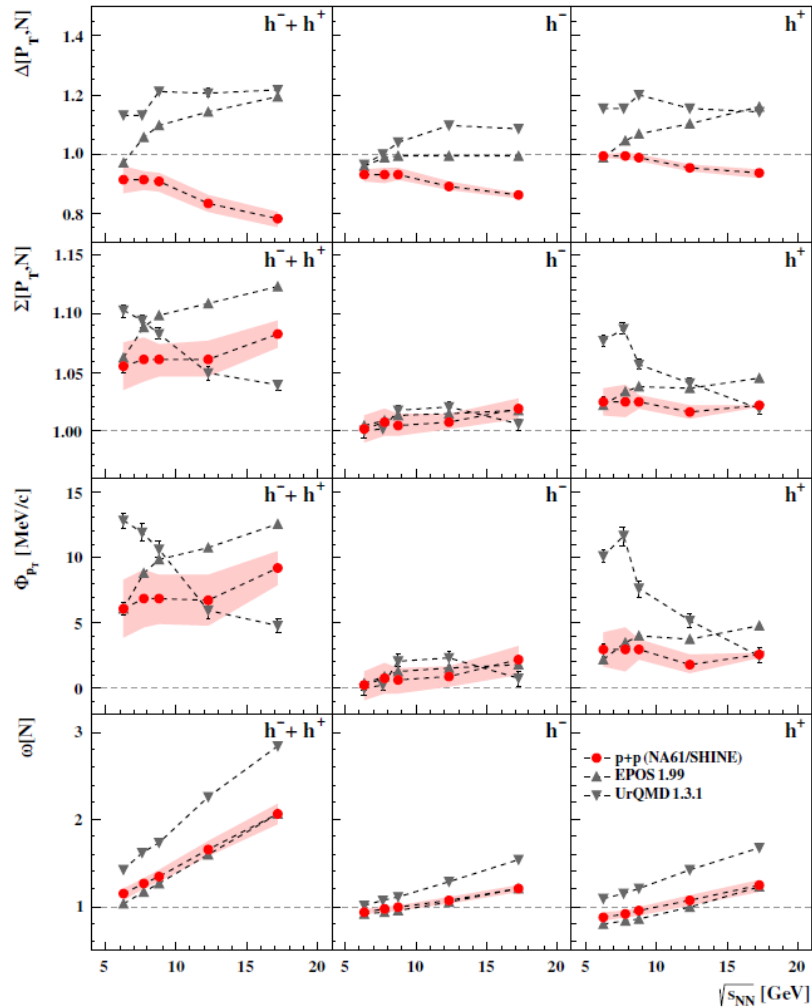 Δ[P_T,N]
h⁻ + h⁺
h⁻
h⁺
1.4
1.2
1.0
0.8
Σ[P_T,N]
h⁻ + h⁺
h⁻
h⁺
1.15
1.10
1.05
1.00
Φ_{P_T} [MeV/c]
h⁻ + h⁺
h⁻
h⁺
15
10
5
0
ω[N]
h⁻ + h⁺
h⁻
h⁺
3
2
1
p+p (NA61/SHINE)
EPOS 1.99
UrQMD 1.3.1
5 10 15 20 5 10 15 20 5 10 15 20
√s_{NN} [GeV]